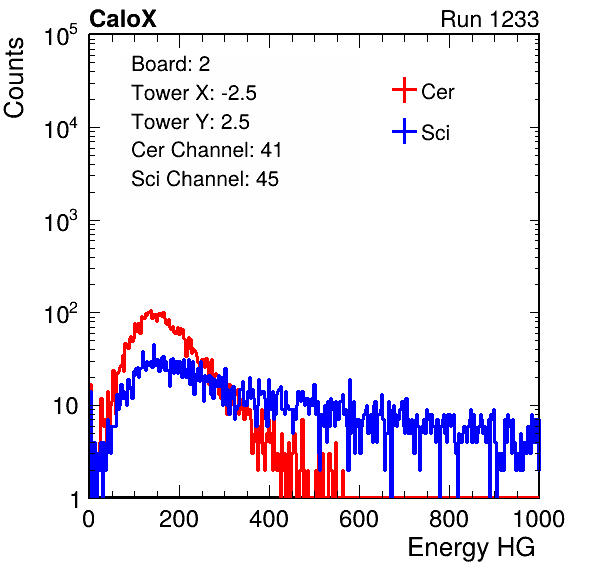 CaloX Run 1233
Counts
Board: 2
Tower X: -2.5
Tower Y: 2.5
Cer Channel: 41
Sci Channel: 45
Cer
Sci
10^5
10^4
10^3
10^2
10
1
0 200 400 600 800 1000
Energy HG